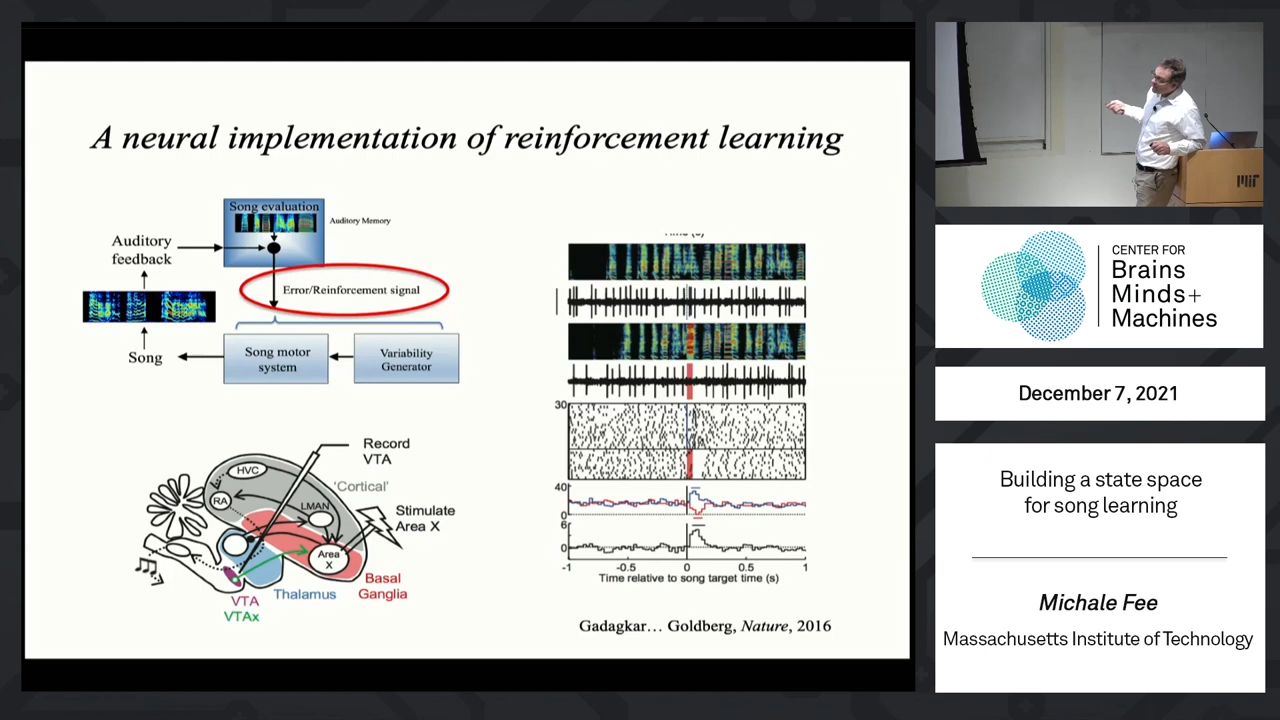 A neural implementation of reinforcement learning
Song evaluation
Auditory Memory
Auditory
feedback
Error/Reinforcement signal
Song
Song motor
system
Variability
Generator
Record
VTA
HVC
'Cortical'
RA
LMAN
Stimulate
Area X
Area
X
Basal
Ganglia
Thalamus
VTA
VTAx
30
40
0
6
0
-1
-0.5
0
0.5
1
Time relative to song target time (s)
Gadagkar… Goldberg, Nature, 2016
MIT
CENTER FOR
Brains
Minds+
Machines
December 7, 2021
Building a state space
for song learning
Michale Fee
Massachusetts Institute of Technology